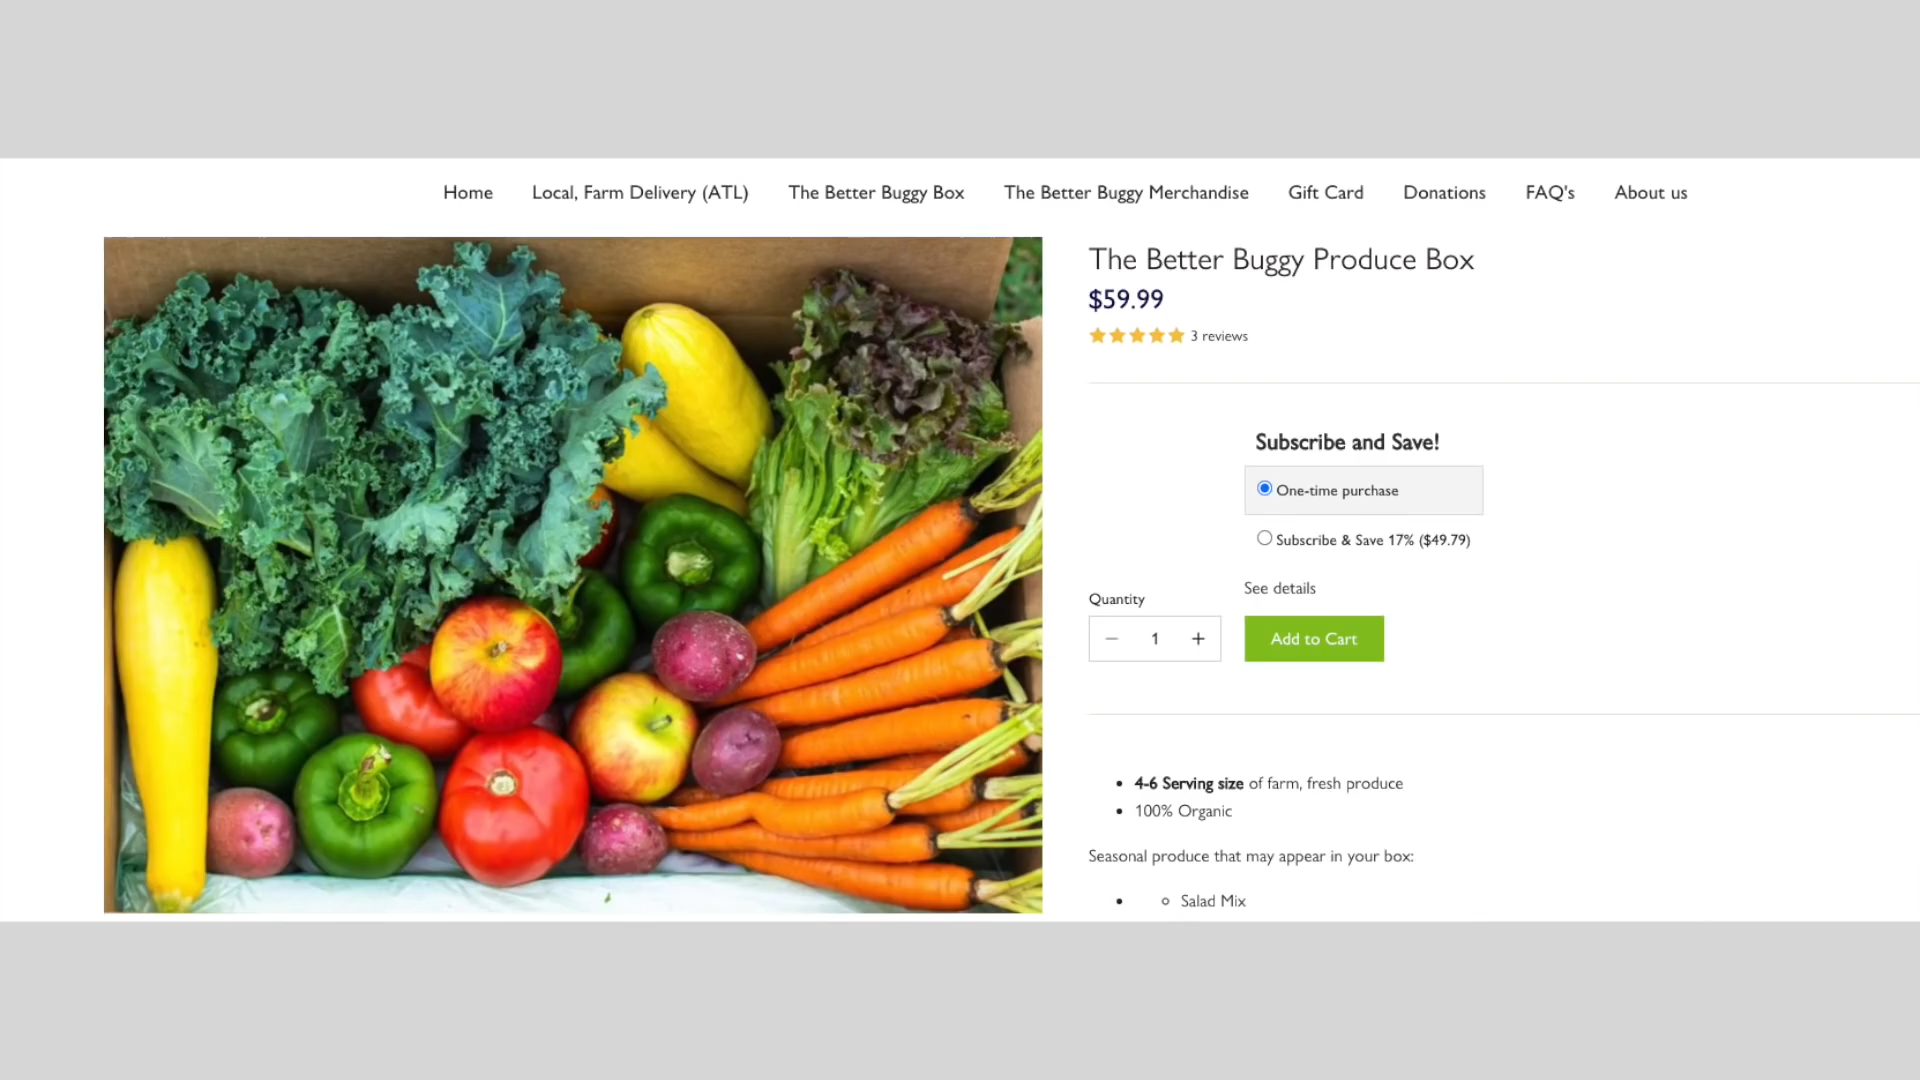 Home Local, Farm Delivery (ATL) The Better Buggy Box The Better Buggy Merchandise Gift Card Donations FAQ's About us
The Better Buggy Produce Box
$59.99
3 reviews
Subscribe and Save!
One-time purchase
Subscribe & Save 17% ($49.79)
See details
Quantity
1
Add to Cart
4-6 Serving size of farm, fresh produce
100% Organic
Seasonal produce that may appear in your box:
Salad Mix